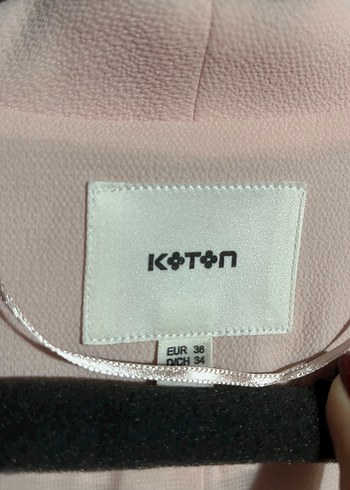 KOTON
EUR 36
D/CH 34